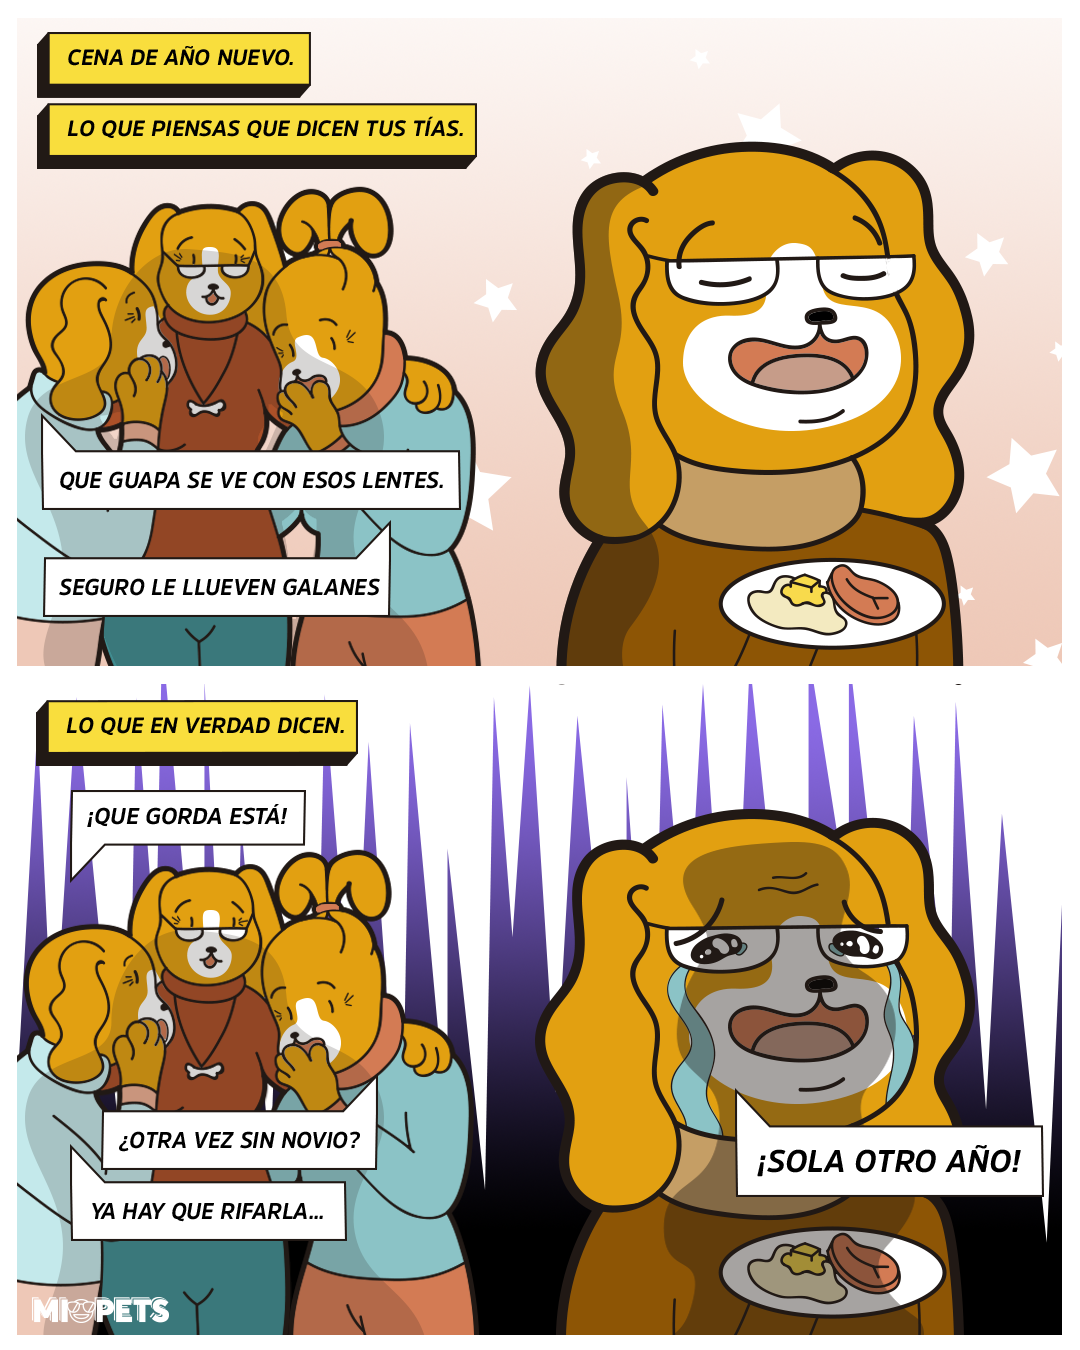 CENA DE AÑO NUEVO.
LO QUE PIENSAS QUE DICEN TUS TÍAS.
QUE GUAPA SE VE CON ESOS LENTES.
SEGURO LE LLUEVEN GALANES
LO QUE EN VERDAD DICEN.
¡QUE GORDA ESTÁ!
¿OTRA VEZ SIN NOVIO?
YA HAY QUE RIFARLA...
¡SOLA OTRO AÑO!
MIOPETS